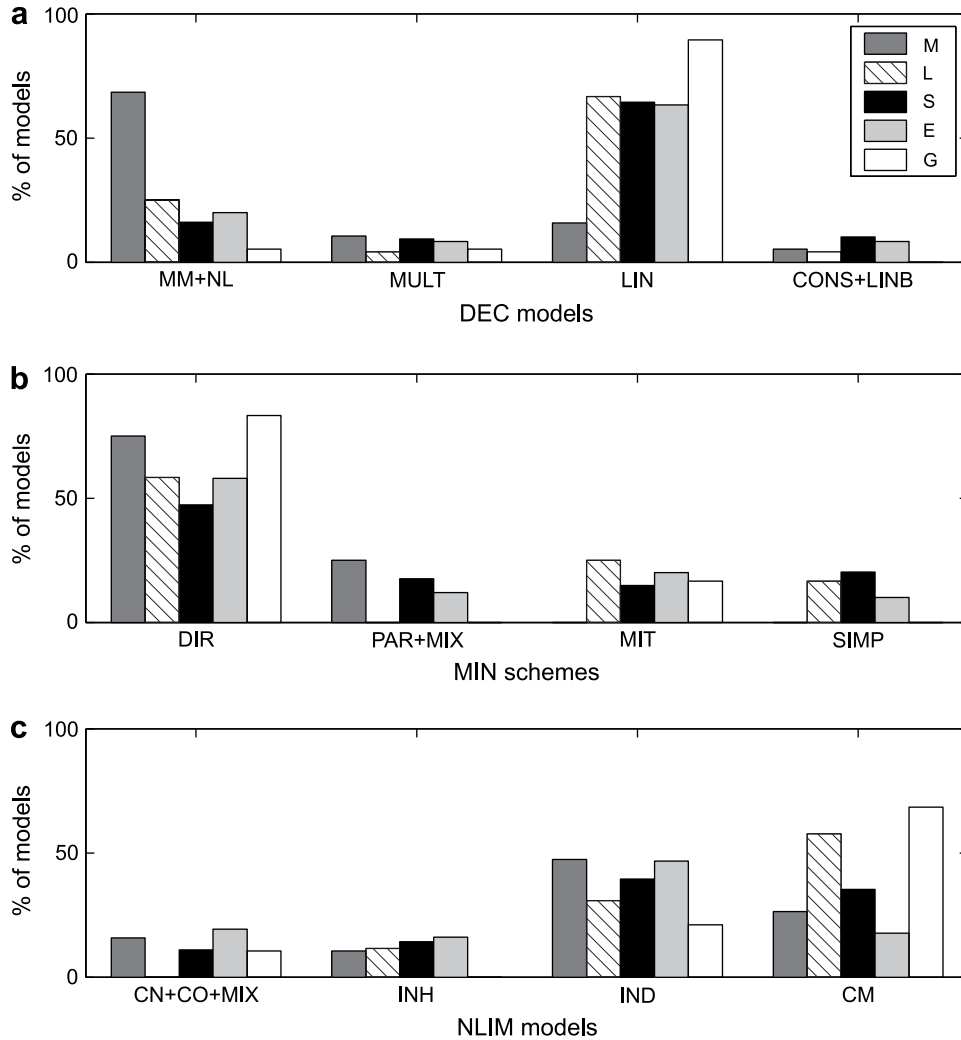 a
100
50
0
% of models
M
L
S
E
G
MM+NL MULT LIN CONS+LINB
DEC models
b
100
50
0
% of models
DIR PAR+MIX MIT SIMP
MIN schemes
c
100
50
0
% of models
CN+CO+MIX INH IND CM
NLIM models